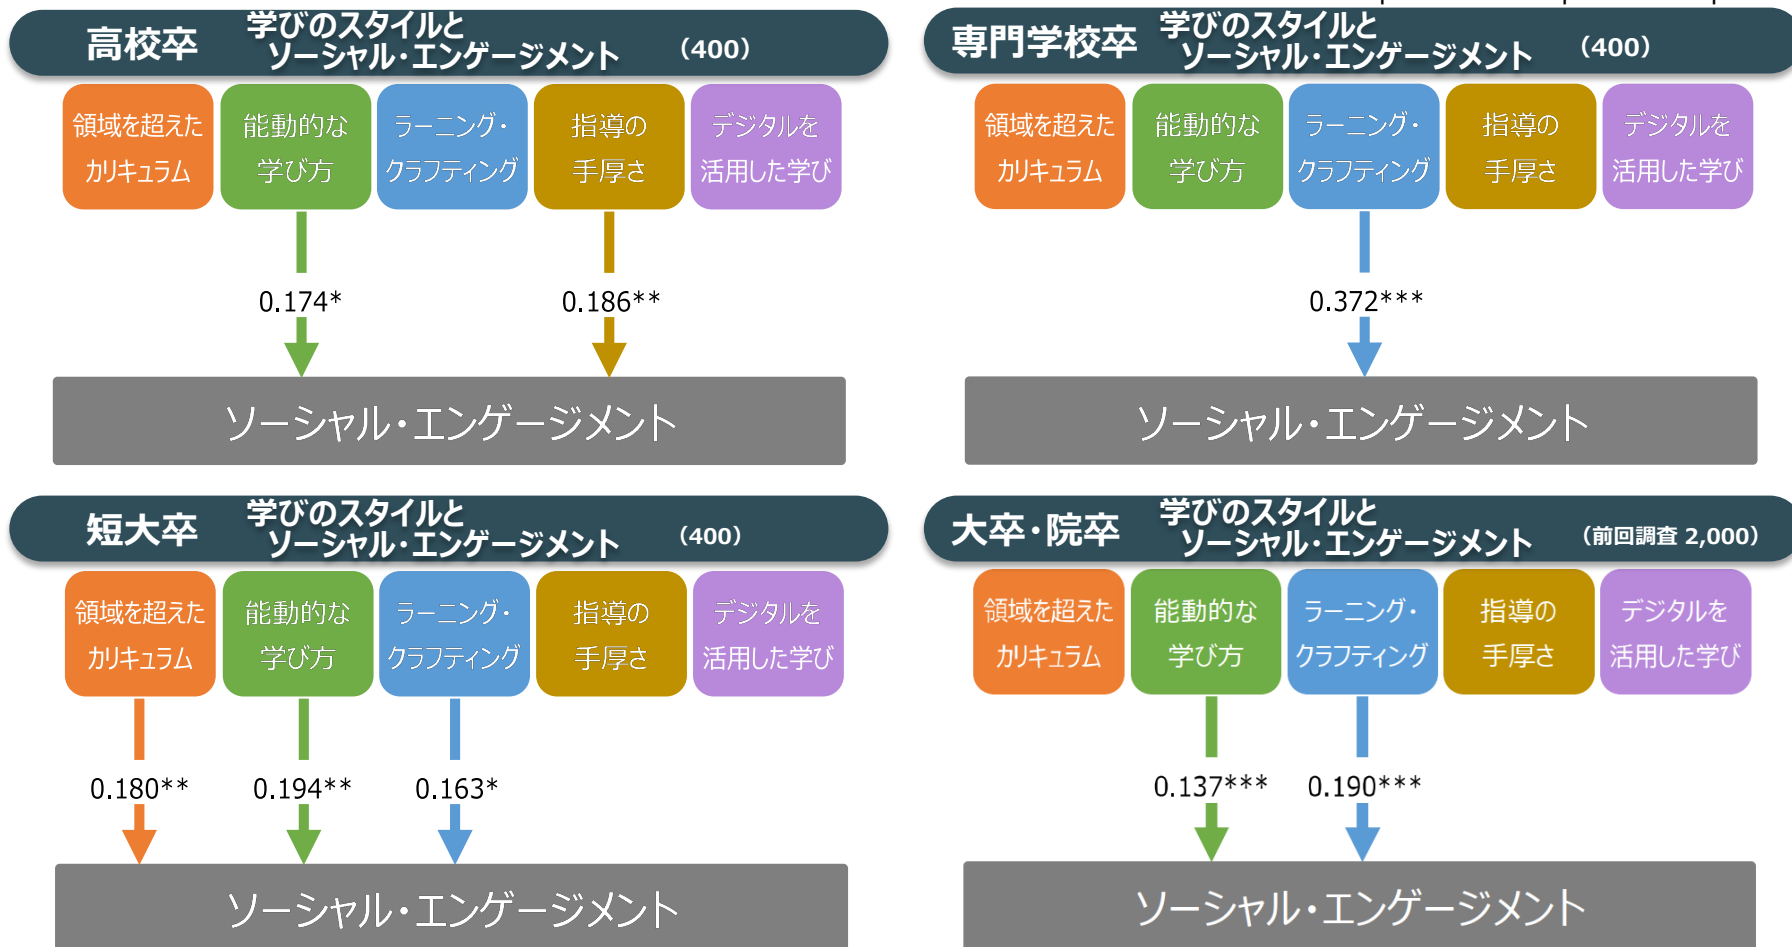 高校卒
学びのスタイルと
ソーシャル・エンゲージメント
（400）
領域を超えた
カリキュラム
能動的な
学び方
ラーニング・
クラフティング
指導の
手厚さ
デジタルを
活用した学び
0.174*
0.186**
ソーシャル・エンゲージメント
専門学校卒
学びのスタイルと
ソーシャル・エンゲージメント
（400）
領域を超えた
カリキュラム
能動的な
学び方
ラーニング・
クラフティング
指導の
手厚さ
デジタルを
活用した学び
0.372***
ソーシャル・エンゲージメント
短大卒
学びのスタイルと
ソーシャル・エンゲージメント
（400）
領域を超えた
カリキュラム
能動的な
学び方
ラーニング・
クラフティング
指導の
手厚さ
デジタルを
活用した学び
0.180**
0.194**
0.163*
ソーシャル・エンゲージメント
大卒・院卒
学びのスタイルと
ソーシャル・エンゲージメント
（前回調査 2,000）
領域を超えた
カリキュラム
能動的な
学び方
ラーニング・
クラフティング
指導の
手厚さ
デジタルを
活用した学び
0.137***
0.190***
ソーシャル・エンゲージメント